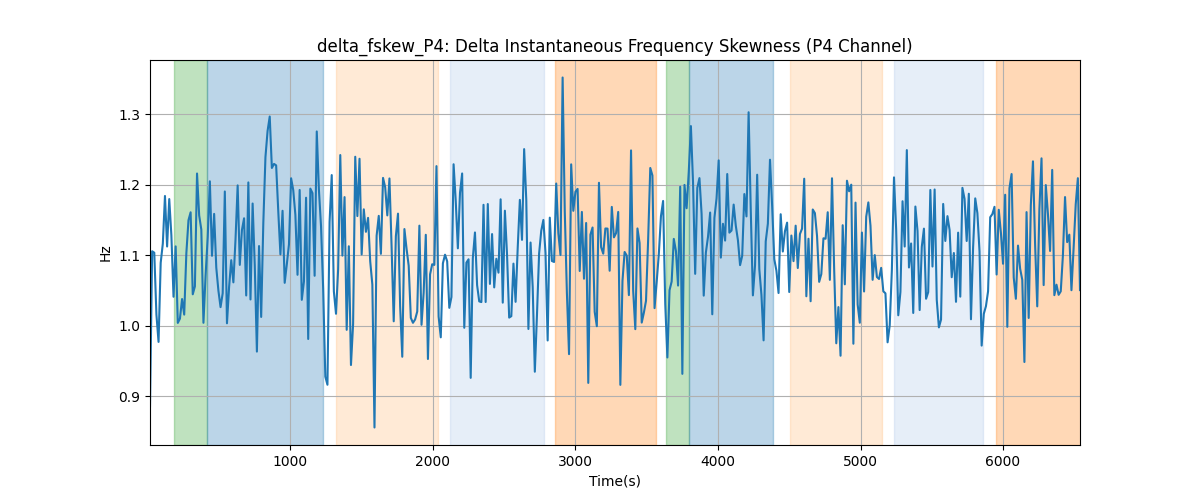 delta_fskew_P4: Delta Instantaneous Frequency Skewness (P4 Channel)
1.3
1.2
1.1
1.0
0.9
Hz
1000 2000 3000 4000 5000 6000
Time(s)